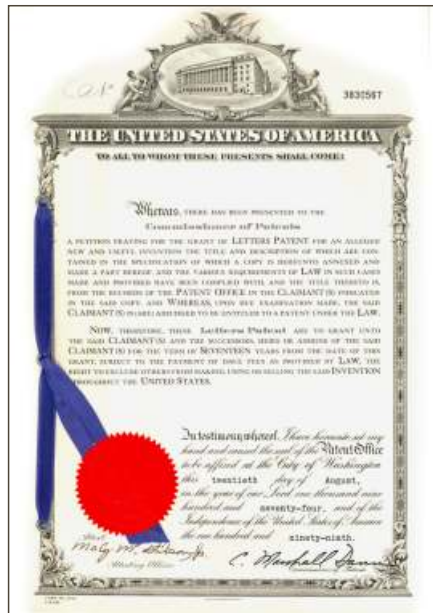 3830567
THE UNITED STATES OF AMERICA
TO ALL TO WHOM THESE PRESENTS SHALL COME:
Whereas, THERE HAS BEEN PRESENTED TO THE
Commissioner of Patents
A PETITION PRAYING FOR THE GRANT OF LETTERS PATENT FOR AN ALLEGED
NEW AND USEFUL INVENTION THE TITLE AND DESCRIPTION OF WHICH ARE CON-
TAINED IN THE SPECIFICATION OF WHICH A COPY IS HEREUNTO ANNEXED AND
MADE A PART HEREOF, AND THE VARIOUS REQUIREMENTS OF LAW IN SUCH CASES
MADE AND PROVIDED HAVE BEEN COMPLIED WITH, AND THE TITLE THERETO IS,
FROM THE RECORDS OF THE PATENT OFFICE IN THE CLAIMANT(S) INDICATED
IN THE SAID COPY, AND WHEREAS, UPON DUE EXAMINATION MADE, THE SAID
CLAIMANT(S) IS (ARE) ADJUDGED TO BE ENTITLED TO A PATENT UNDER THE LAW.
NOW, THEREFORE, THESE Letters Patent ARE TO GRANT UNTO
THE SAID CLAIMANT(S) AND THE SUCCESSORS, HEIRS OR ASSIGNS OF THE SAID
CLAIMANT(S) FOR THE TERM OF SEVENTEEN YEARS FROM THE DATE OF THIS
GRANT, SUBJECT TO THE PAYMENT OF ISSUE FEES AS PROVIDED BY LAW, THE
RIGHT TO EXCLUDE OTHERS FROM MAKING, USING OR SELLING THE SAID INVENTION
THROUGHOUT THE UNITED STATES.
In testimony whereof, I have hereunto set my
hand and caused the seal of the Patent Office
to be affixed at the City of Washington
this twentieth day of August,
in the year of our Lord one thousand nine
hundred and seventy-four, and of the
Independence of the United States of America
the one hundred and ninety-ninth.
Attest:
C. Marshall Dann
Attesting Officer